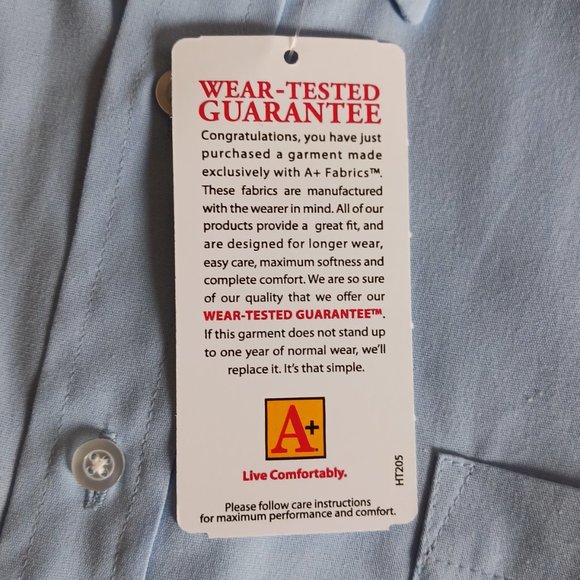 WEAR-TESTED
GUARANTEE
Congratulations, you have just
purchased a garment made
exclusively with A+ Fabrics™.
These fabrics are manufactured
with the wearer in mind. All of our
products provide a great fit, and
are designed for longer wear,
easy care, maximum softness and
complete comfort. We are so sure
of our quality that we offer our
WEAR-TESTED GUARANTEE™.
If this garment does not stand up
to one year of normal wear, we'll
replace it. It's that simple.
A+
Live Comfortably.
HT205
Please follow care instructions
for maximum performance and comfort.